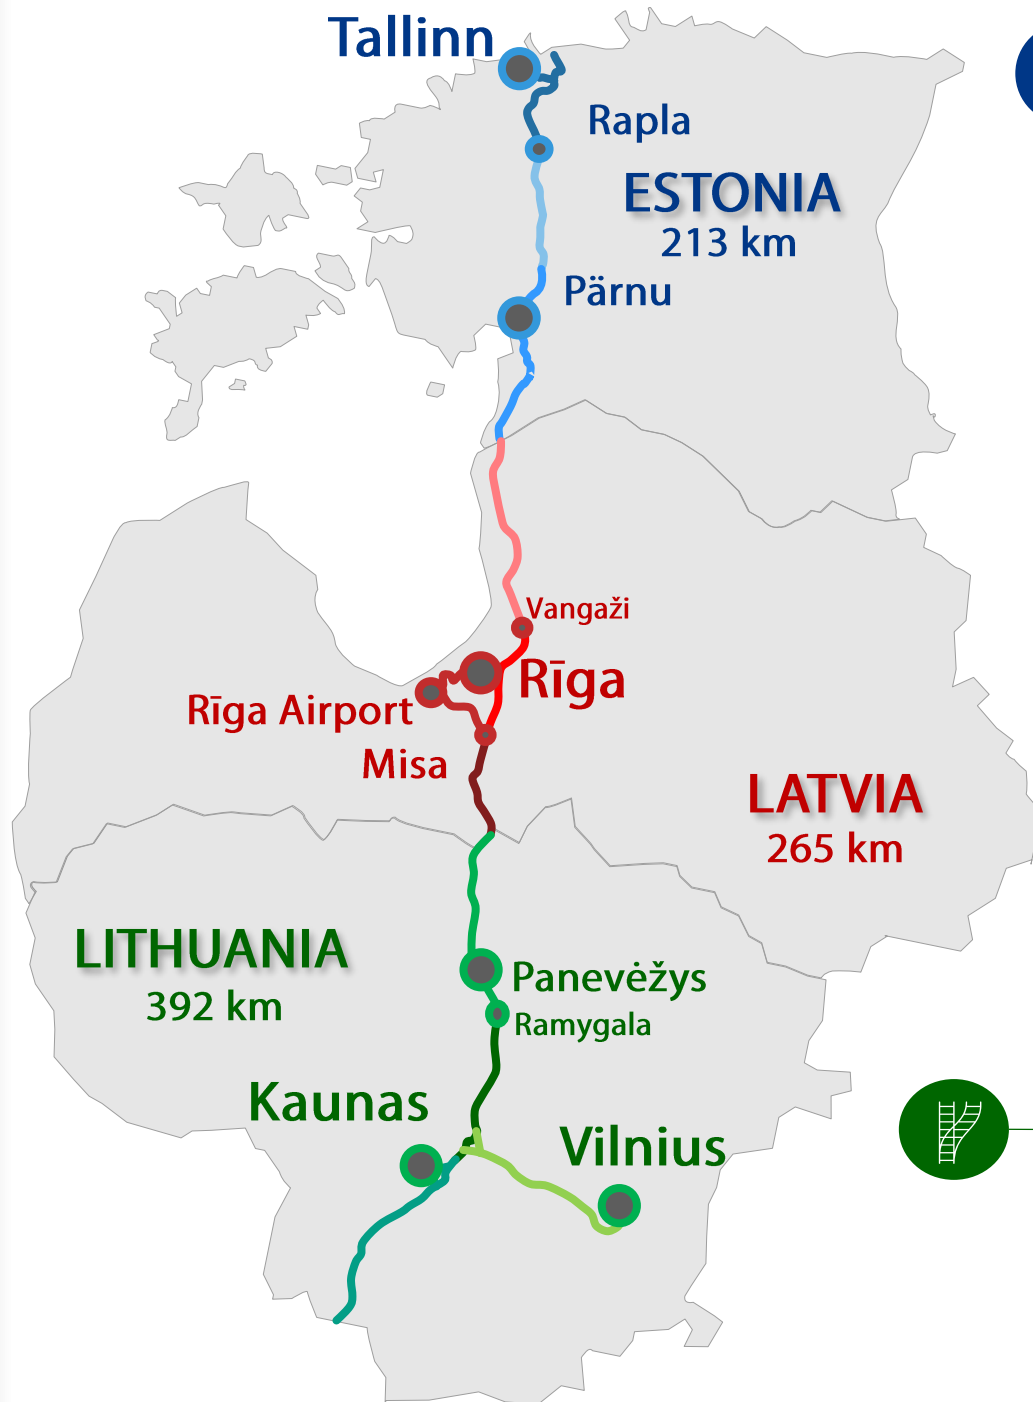 Tallinn
Rapla
ESTONIA
213 km
Pärnu
Vangaži
Rīga
Rīga Airport
Misa
LATVIA
265 km
LITHUANIA
392 km
Panevėžys
Ramygala
Kaunas
Vilnius